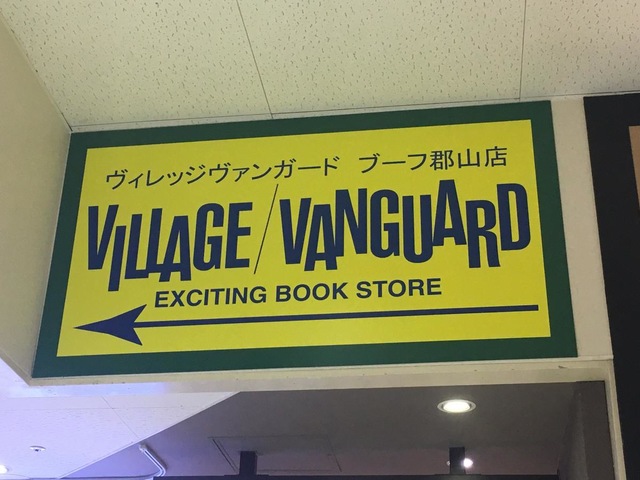 ヴィレッジヴァンガード ブーフ郡山店
VILLAGE/VANGUARD
EXCITING BOOK STORE